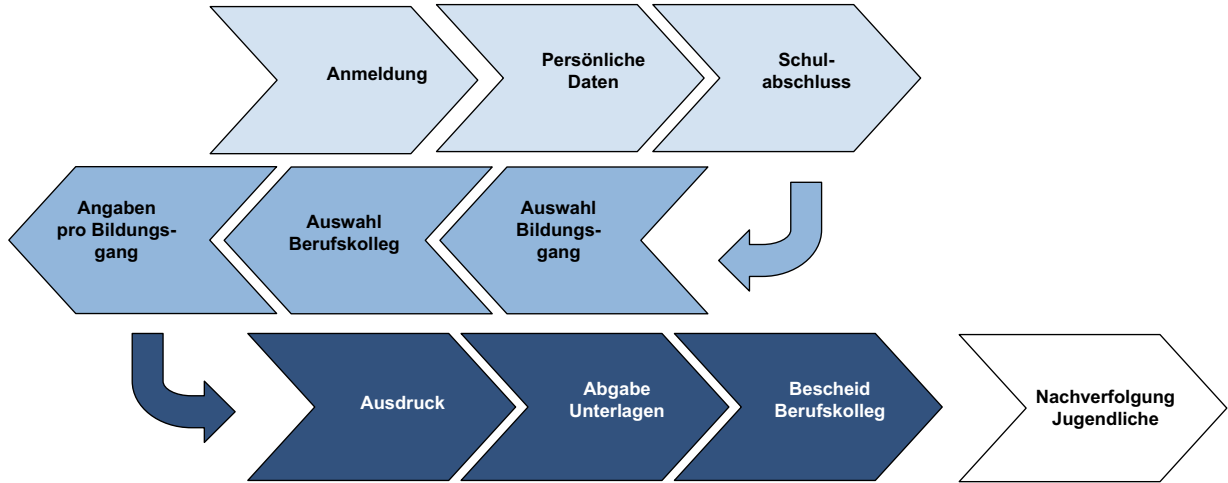 Anmeldung
Persönliche
Daten
Schul-
abschluss
Auswahl
Bildungs-
gang
Auswahl
Berufskolleg
Angaben
pro Bildungs-
gang
Ausdruck
Abgabe
Unterlagen
Bescheid
Berufskolleg
Nachverfolgung
Jugendliche